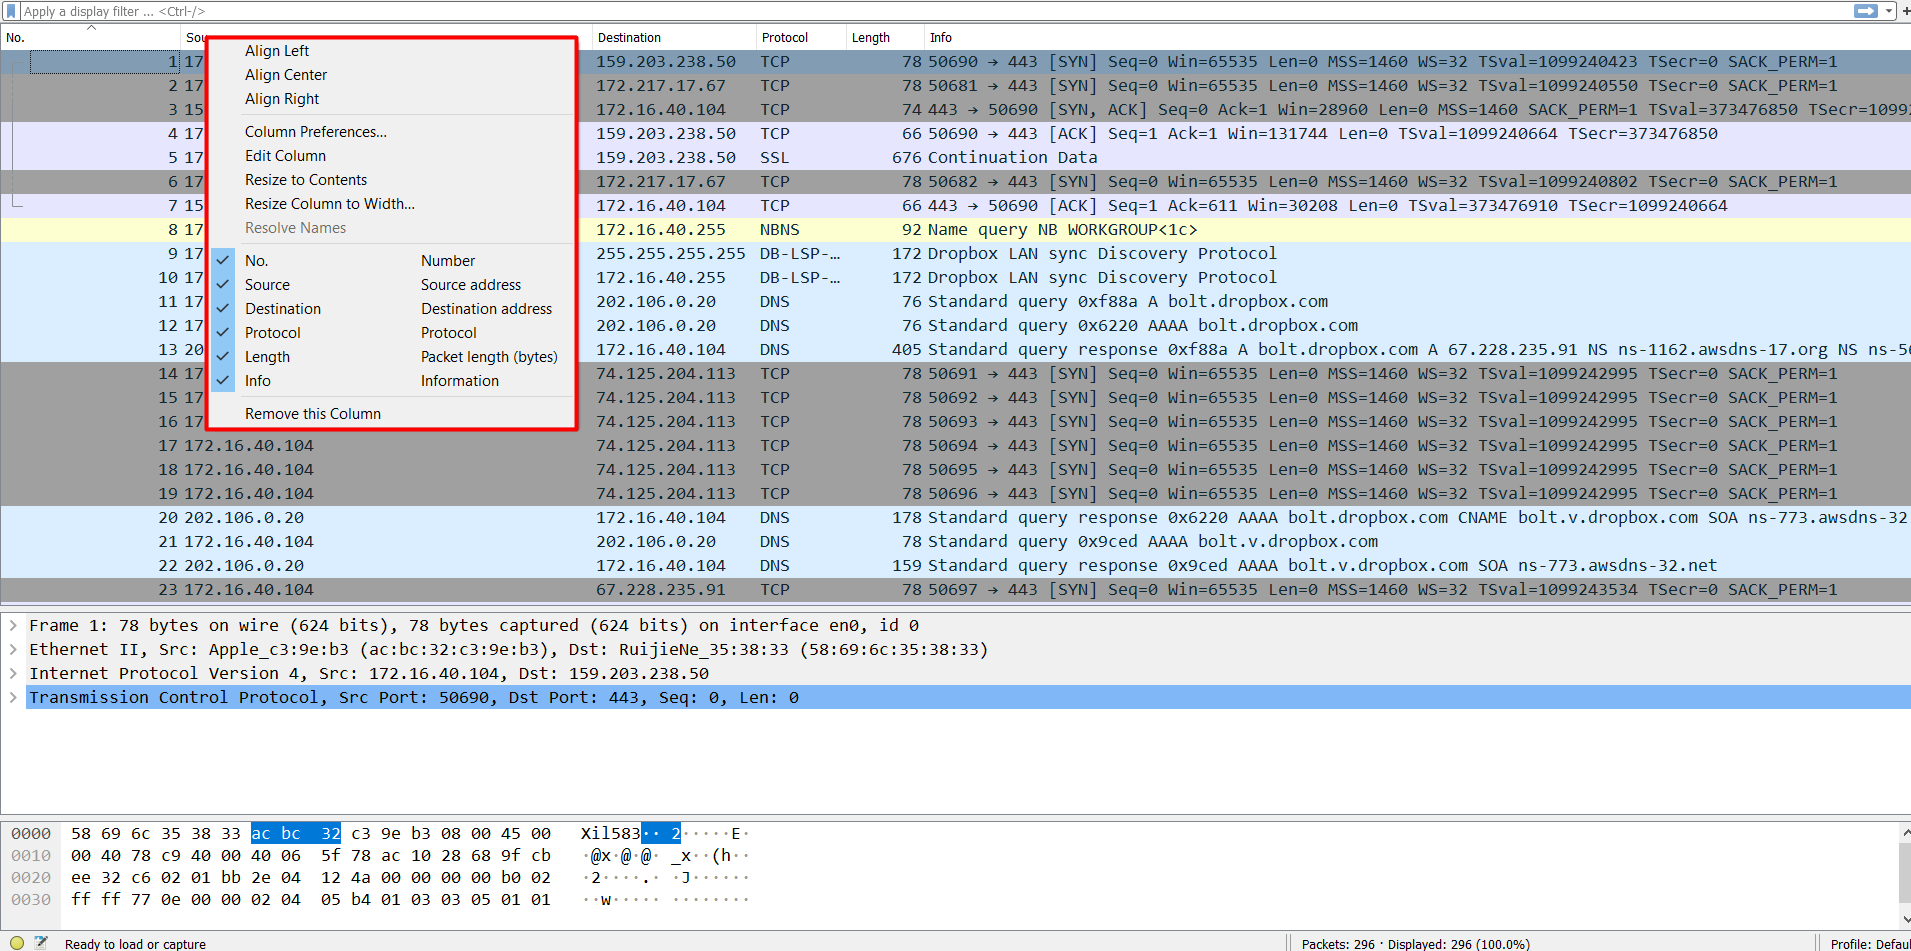 Apply a display filter ... <Ctrl-/>
No. Sou Destination Protocol Length Info
1 17 159.203.238.50 TCP 78 50690 → 443 [SYN] Seq=0 Win=65535 Len=0 MSS=1460 WS=32 TSval=1099240423 TSecr=0 SACK_PERM=1
2 17 172.217.17.67 TCP 78 50681 → 443 [SYN] Seq=0 Win=65535 Len=0 MSS=1460 WS=32 TSval=1099240550 TSecr=0 SACK_PERM=1
3 15 172.16.40.104 TCP 74 443 → 50690 [SYN, ACK] Seq=0 Ack=1 Win=28960 Len=0 MSS=1460 SACK_PERM=1 TSval=373476850 TSecr=1099
4 17 159.203.238.50 TCP 66 50690 → 443 [ACK] Seq=1 Ack=1 Win=131744 Len=0 TSval=1099240664 TSecr=373476850
5 17 159.203.238.50 SSL 676 Continuation Data
6 17 172.217.17.67 TCP 78 50682 → 443 [SYN] Seq=0 Win=65535 Len=0 MSS=1460 WS=32 TSval=1099240802 TSecr=0 SACK_PERM=1
7 15 172.16.40.104 TCP 66 443 → 50690 [ACK] Seq=1 Ack=611 Win=30208 Len=0 TSval=373476910 TSecr=1099240664
8 17 172.16.40.255 NBNS 92 Name query NB WORKGROUP<1c>
9 17 255.255.255.255 DB-LSP-… 172 Dropbox LAN sync Discovery Protocol
10 17 172.16.40.255 DB-LSP-… 172 Dropbox LAN sync Discovery Protocol
11 17 202.106.0.20 DNS 76 Standard query 0xf88a A bolt.dropbox.com
12 17 202.106.0.20 DNS 76 Standard query 0x6220 AAAA bolt.dropbox.com
13 20 172.16.40.104 DNS 405 Standard query response 0xf88a A bolt.dropbox.com A 67.228.235.91 NS ns-1162.awsdns-17.org NS ns-56
14 17 74.125.204.113 TCP 78 50691 → 443 [SYN] Seq=0 Win=65535 Len=0 MSS=1460 WS=32 TSval=1099242995 TSecr=0 SACK_PERM=1
15 17 74.125.204.113 TCP 78 50692 → 443 [SYN] Seq=0 Win=65535 Len=0 MSS=1460 WS=32 TSval=1099242995 TSecr=0 SACK_PERM=1
16 17 74.125.204.113 TCP 78 50693 → 443 [SYN] Seq=0 Win=65535 Len=0 MSS=1460 WS=32 TSval=1099242995 TSecr=0 SACK_PERM=1
17 172.16.40.104 74.125.204.113 TCP 78 50694 → 443 [SYN] Seq=0 Win=65535 Len=0 MSS=1460 WS=32 TSval=1099242995 TSecr=0 SACK_PERM=1
18 172.16.40.104 74.125.204.113 TCP 78 50695 → 443 [SYN] Seq=0 Win=65535 Len=0 MSS=1460 WS=32 TSval=1099242995 TSecr=0 SACK_PERM=1
19 172.16.40.104 74.125.204.113 TCP 78 50696 → 443 [SYN] Seq=0 Win=65535 Len=0 MSS=1460 WS=32 TSval=1099242995 TSecr=0 SACK_PERM=1
20 202.106.0.20 172.16.40.104 DNS 178 Standard query response 0x6220 AAAA bolt.dropbox.com CNAME bolt.v.dropbox.com SOA ns-773.awsdns-32
21 172.16.40.104 202.106.0.20 DNS 78 Standard query 0x9ced AAAA bolt.v.dropbox.com
22 202.106.0.20 172.16.40.104 DNS 159 Standard query response 0x9ced AAAA bolt.v.dropbox.com SOA ns-773.awsdns-32.net
23 172.16.40.104 67.228.235.91 TCP 78 50697 → 443 [SYN] Seq=0 Win=65535 Len=0 MSS=1460 WS=32 TSval=1099243534 TSecr=0 SACK_PERM=1
Align Left
Align Center
Align Right
Column Preferences...
Edit Column
Resize to Contents
Resize Column to Width...
Resolve Names
No. Number
Source Source address
Destination Destination address
Protocol Protocol
Length Packet length (bytes)
Info Information
Remove this Column
Frame 1: 78 bytes on wire (624 bits), 78 bytes captured (624 bits) on interface en0, id 0
Ethernet II, Src: Apple_c3:9e:b3 (ac:bc:32:c3:9e:b3), Dst: RuijieNe_35:38:33 (58:69:6c:35:38:33)
Internet Protocol Version 4, Src: 172.16.40.104, Dst: 159.203.238.50
Transmission Control Protocol, Src Port: 50690, Dst Port: 443, Seq: 0, Len: 0
0000 58 69 6c 35 38 33 ac bc 32 c3 9e b3 08 00 45 00 Xil583·· 2·····E·
0010 00 40 78 c9 40 00 40 06 5f 78 ac 10 28 68 9f cb ·@x·@·@· _x··(h··
0020 ee 32 c6 02 01 bb 2e 04 12 4a 00 00 00 00 b0 02 ·2····.· ·J······
0030 ff ff 77 0e 00 00 02 04 05 b4 01 03 03 05 01 01 ··w····· ········
Ready to load or capture Packets: 296 · Displayed: 296 (100.0%) Profile: Defaul